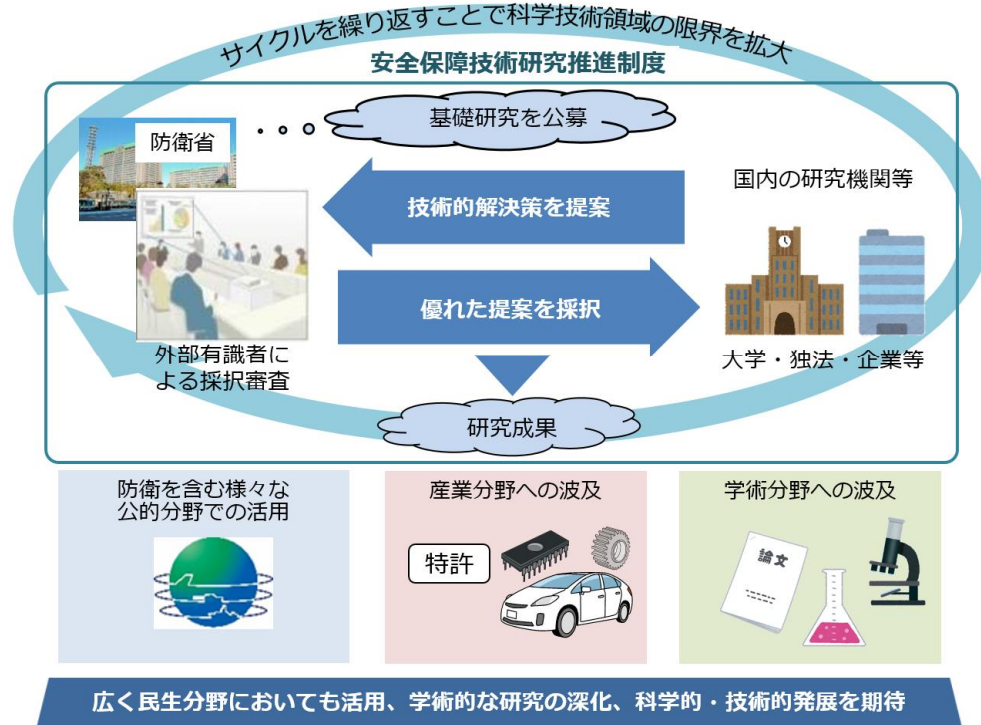 サイクルを繰り返すことで科学技術領域の限界を拡大
安全保障技術研究推進制度
基礎研究を公募
防衛省
国内の研究機関等
技術的解決策を提案
優れた提案を採択
外部有識者に
よる採択審査
大学・独法・企業等
研究成果
防衛を含む様々な
公的分野での活用
産業分野への波及
特許
学術分野への波及
論文
広く民生分野においても活用、学術的な研究の深化、科学的・技術的発展を期待